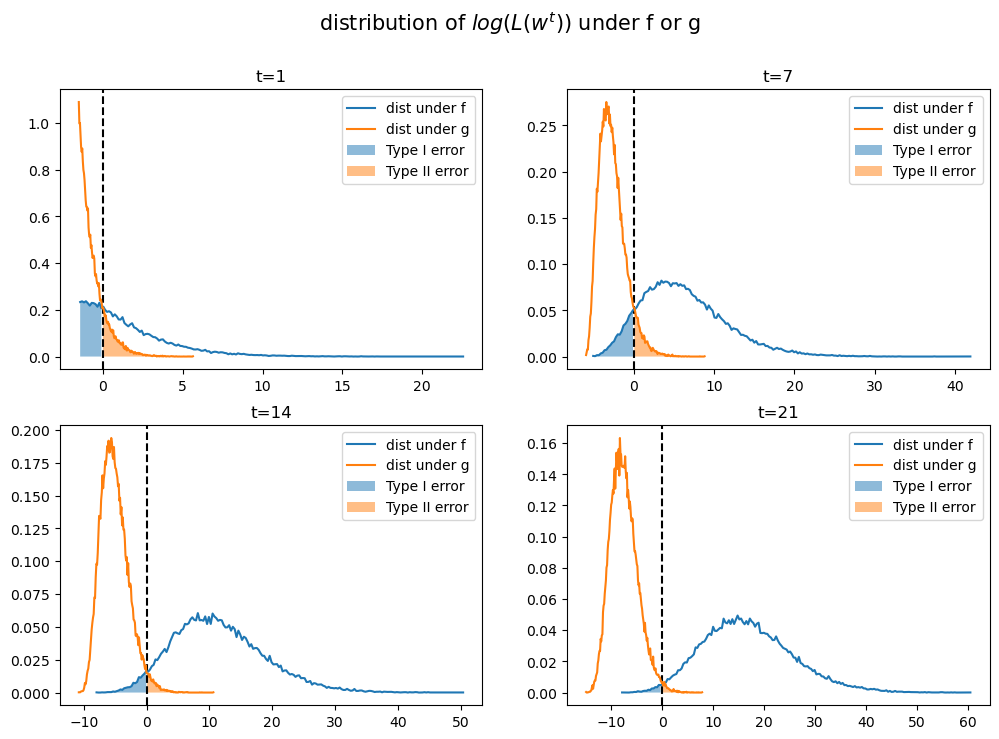 distribution of log(L(w^t)) under f or g
t=1
1.0
0.8
0.6
0.4
0.2
0.0
0 5 10 15 20
dist under f
dist under g
Type I error
Type II error
t=7
0.25
0.20
0.15
0.10
0.05
0.00
0 10 20 30 40
dist under f
dist under g
Type I error
Type II error
t=14
0.200
0.175
0.150
0.125
0.100
0.075
0.050
0.025
0.000
−10 0 10 20 30 40 50
dist under f
dist under g
Type I error
Type II error
t=21
0.16
0.14
0.12
0.10
0.08
0.06
0.04
0.02
0.00
−10 0 10 20 30 40 50 60
dist under f
dist under g
Type I error
Type II error